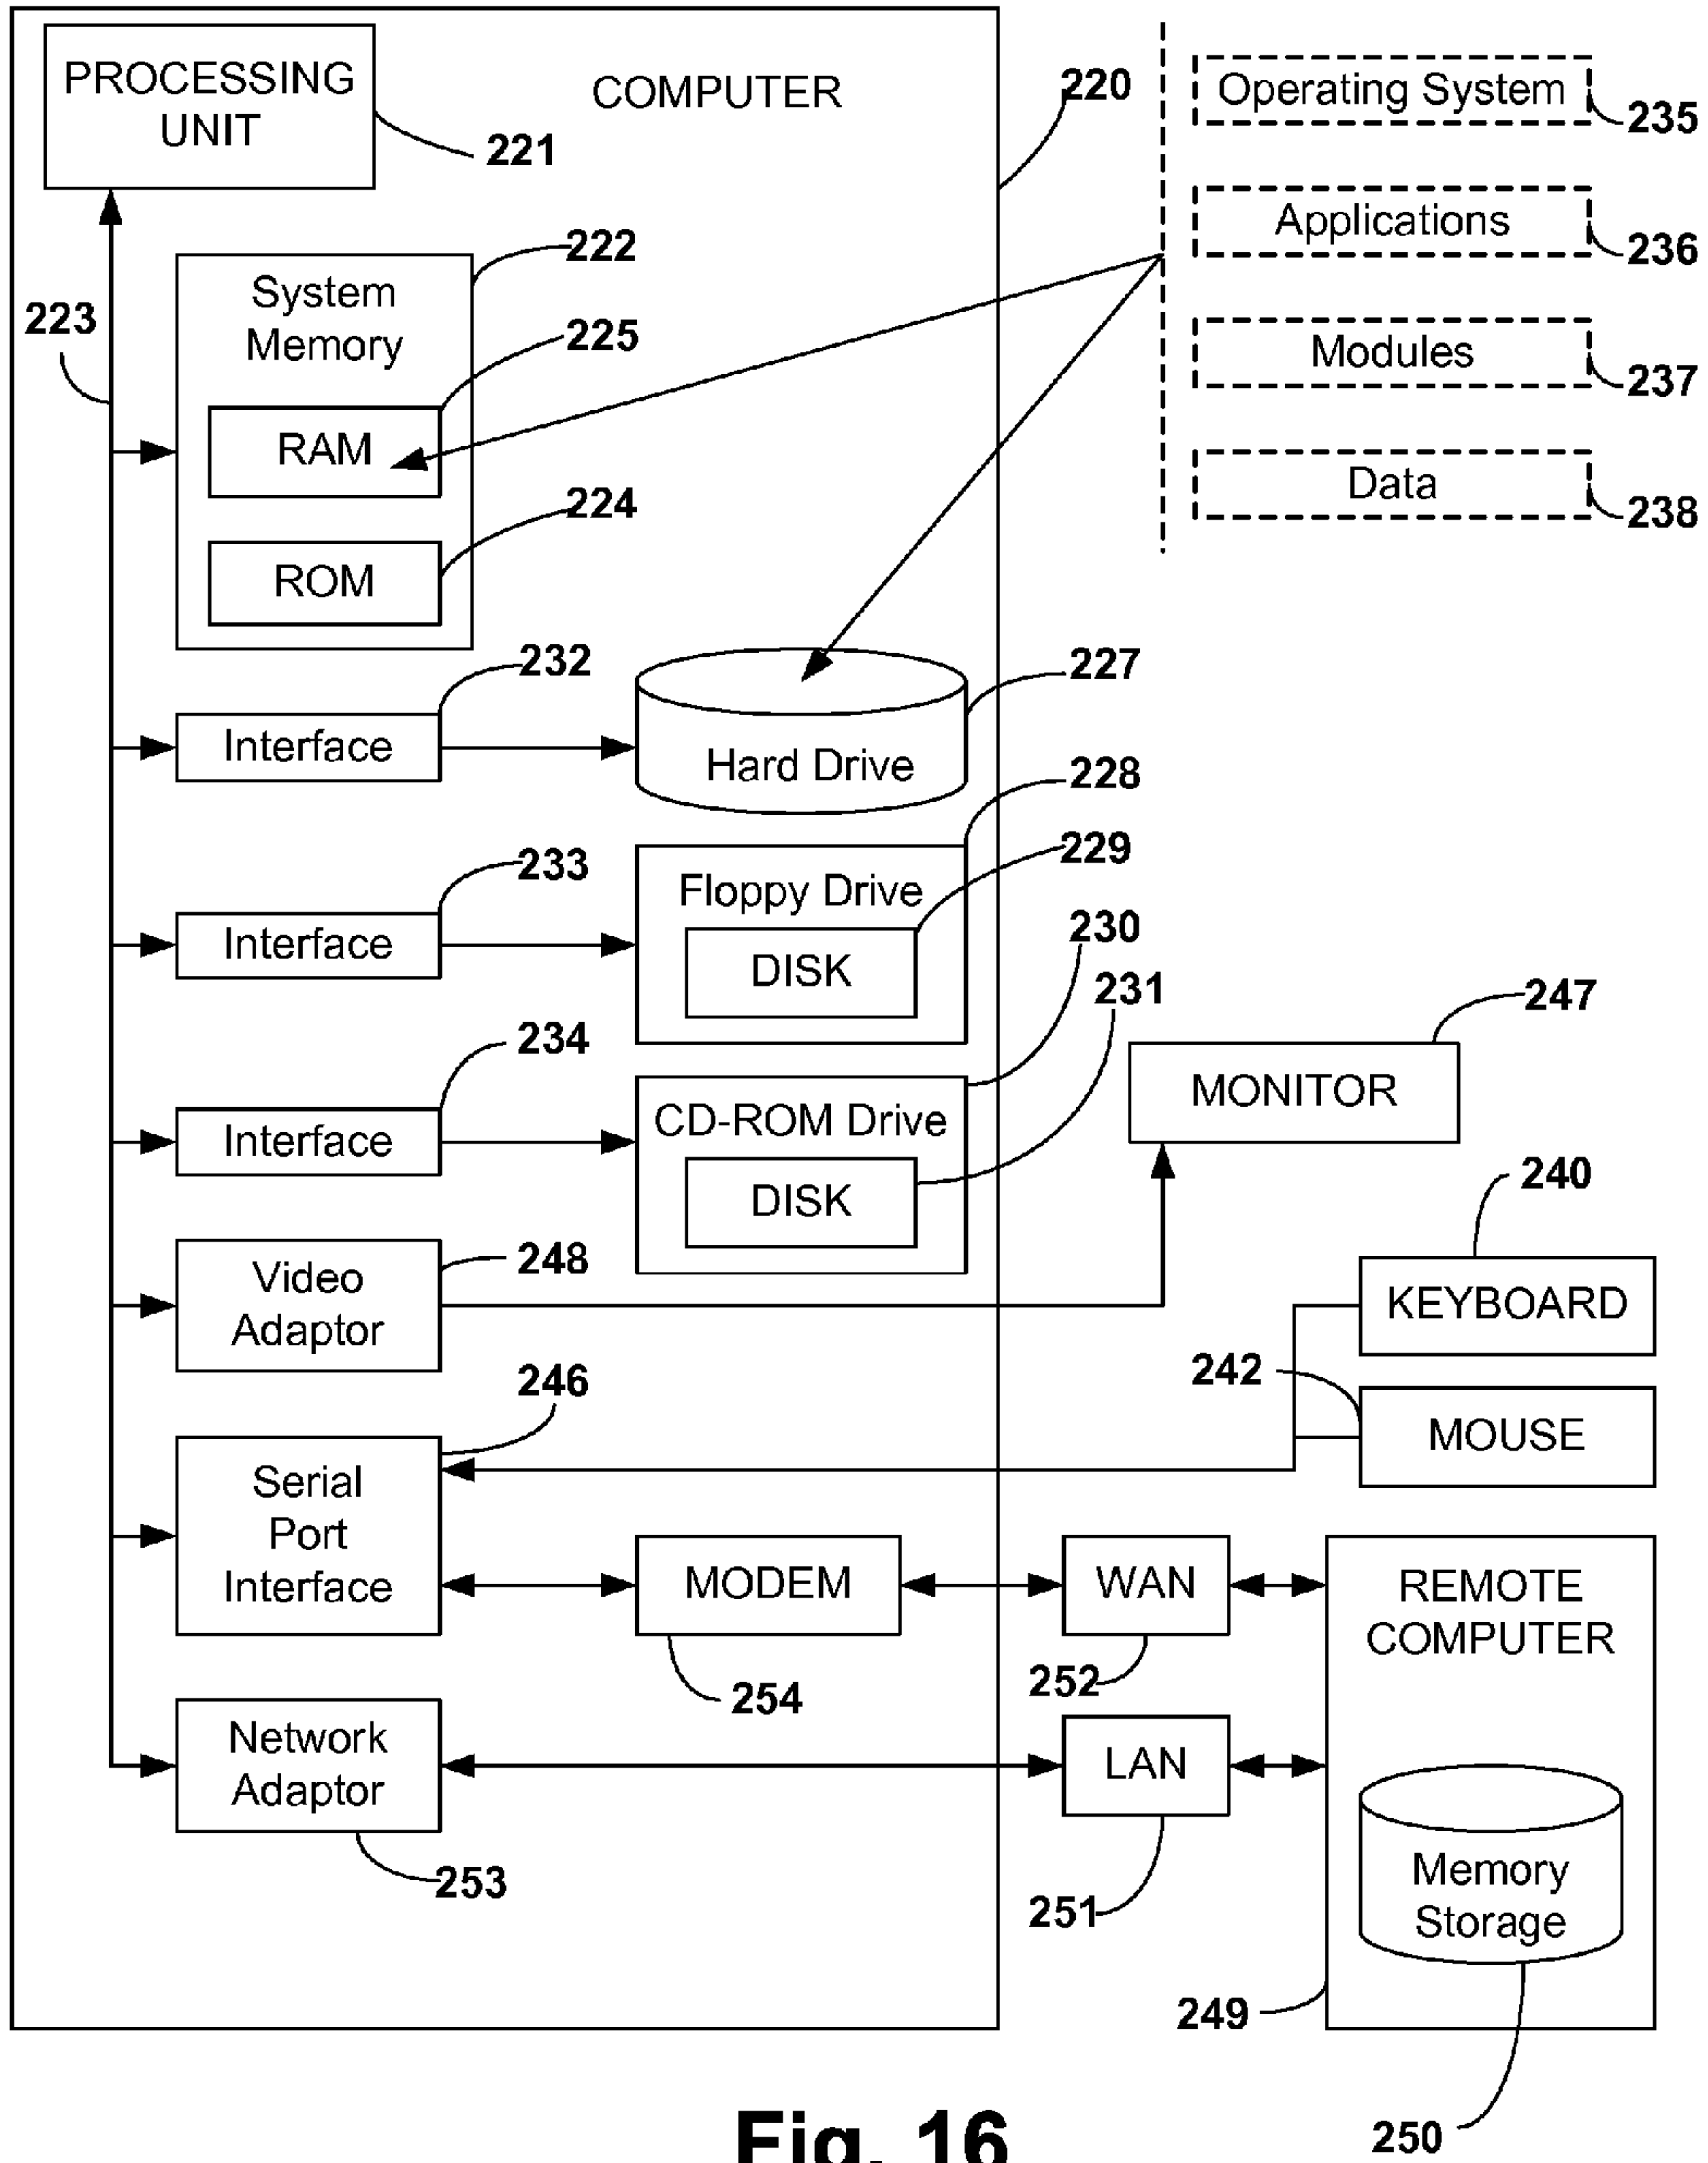 PROCESSING
UNIT
COMPUTER
220
221
Operating System
235
Applications
236
Modules
237
Data
238
222
System
Memory
223
225
RAM
224
ROM
232
Interface
227
Hard Drive
228
233
Interface
229
Floppy Drive
DISK
230
231
234
Interface
CD-ROM Drive
DISK
247
MONITOR
240
KEYBOARD
248
Video
Adaptor
242
MOUSE
246
Serial
Port
Interface
MODEM
254
WAN
252
REMOTE
COMPUTER
Network
Adaptor
253
LAN
251
Memory
Storage
249
250
Fig. 16